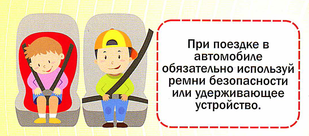 При поездке в
автомобиле
обязательно используй
ремни безопасности
или удерживающее
устройство.